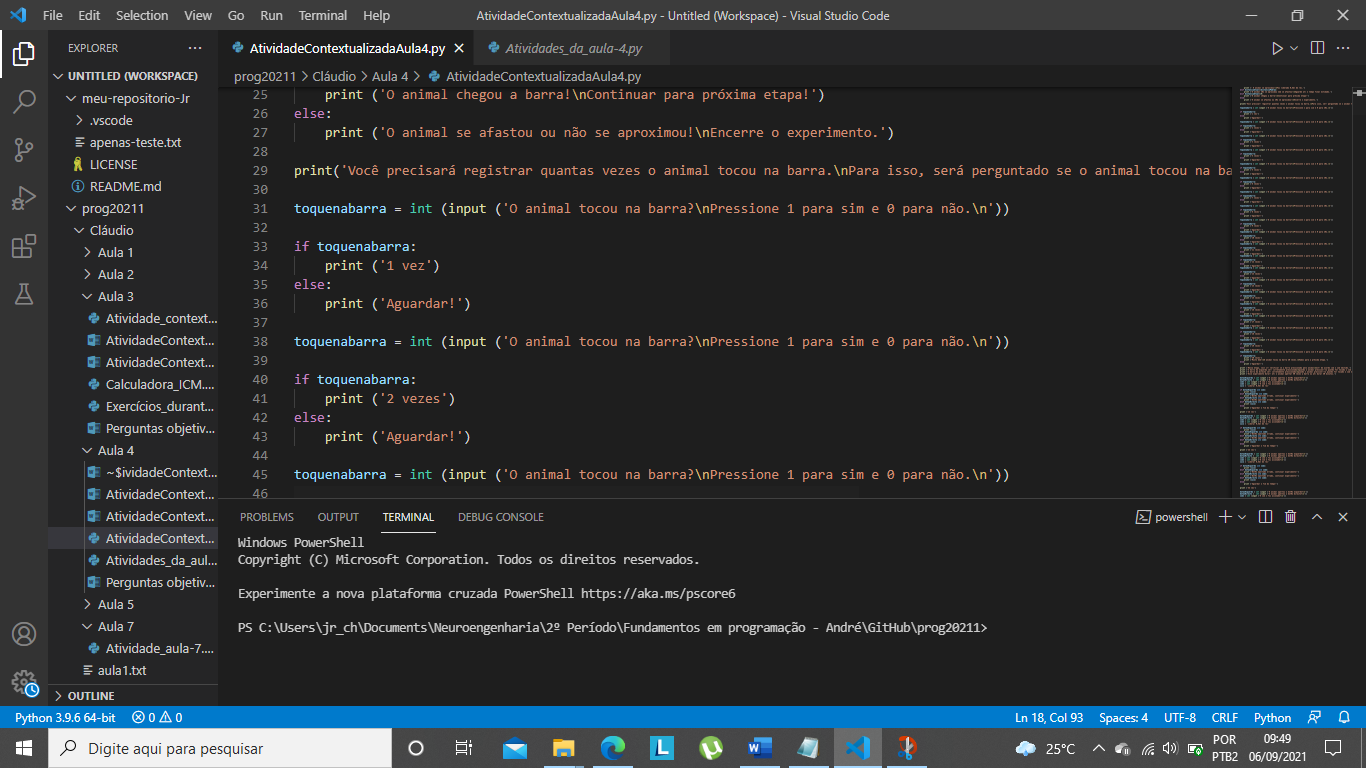 File Edit Selection View Go Run Terminal Help
AtividadeContextualizadaAula4.py - Untitled (Workspace) - Visual Studio Code
EXPLORER
UNTITLED (WORKSPACE)
meu-repositorio-Jr
.vscode
apenas-teste.txt
LICENSE
README.md
prog20211
Cláudio
Aula 1
Aula 2
Aula 3
Atividade_context...
AtividadeContext...
AtividadeContext...
Calculadora_ICM....
Exercícios_durant...
Perguntas objetiv...
Aula 4
~$ividadeContext...
AtividadeContext...
AtividadeContext...
AtividadeContext...
Atividades_da_aul...
Perguntas objetiv...
Aula 5
Aula 7
Atividade_aula-7....
aula1.txt
OUTLINE
AtividadeContextualizadaAula4.py
Atividades_da_aula-4.py
prog20211 > Cláudio > Aula 4 > AtividadeContextualizadaAula4.py
25 print ('O animal chegou a barra!\nContinuar para próxima etapa!')
26 else:
27 print ('O animal se afastou ou não se aproximou!\nEncerre o experimento.')
28
29 print('Você precisará registrar quantas vezes o animal tocou na barra.\nPara isso, será perguntado se o animal tocou na ba
30
31 toquenabarra = int (input ('O animal tocou na barra?\nPressione 1 para sim e 0 para não.\n'))
32
33 if toquenabarra:
34 print ('1 vez')
35 else:
36 print ('Aguardar!')
37
38 toquenabarra = int (input ('O animal tocou na barra?\nPressione 1 para sim e 0 para não.\n'))
39
40 if toquenabarra:
41 print ('2 vezes')
42 else:
43 print ('Aguardar!')
44
45 toquenabarra = int (input ('O animal tocou na barra?\nPressione 1 para sim e 0 para não.\n'))
46
PROBLEMS OUTPUT TERMINAL DEBUG CONSOLE
powershell
Windows PowerShell
Copyright (C) Microsoft Corporation. Todos os direitos reservados.
Experimente a nova plataforma cruzada PowerShell https://aka.ms/pscore6
PS C:\Users\jr_ch\Documents\Neuroengenharia\2º Período\Fundamentos em programação - André\GitHub\prog20211>
Python 3.9.6 64-bit 0 0
Ln 18, Col 93 Spaces: 4 UTF-8 CRLF Python
Digite aqui para pesquisar
L
25°C
POR
PTB2
09:49
06/09/2021